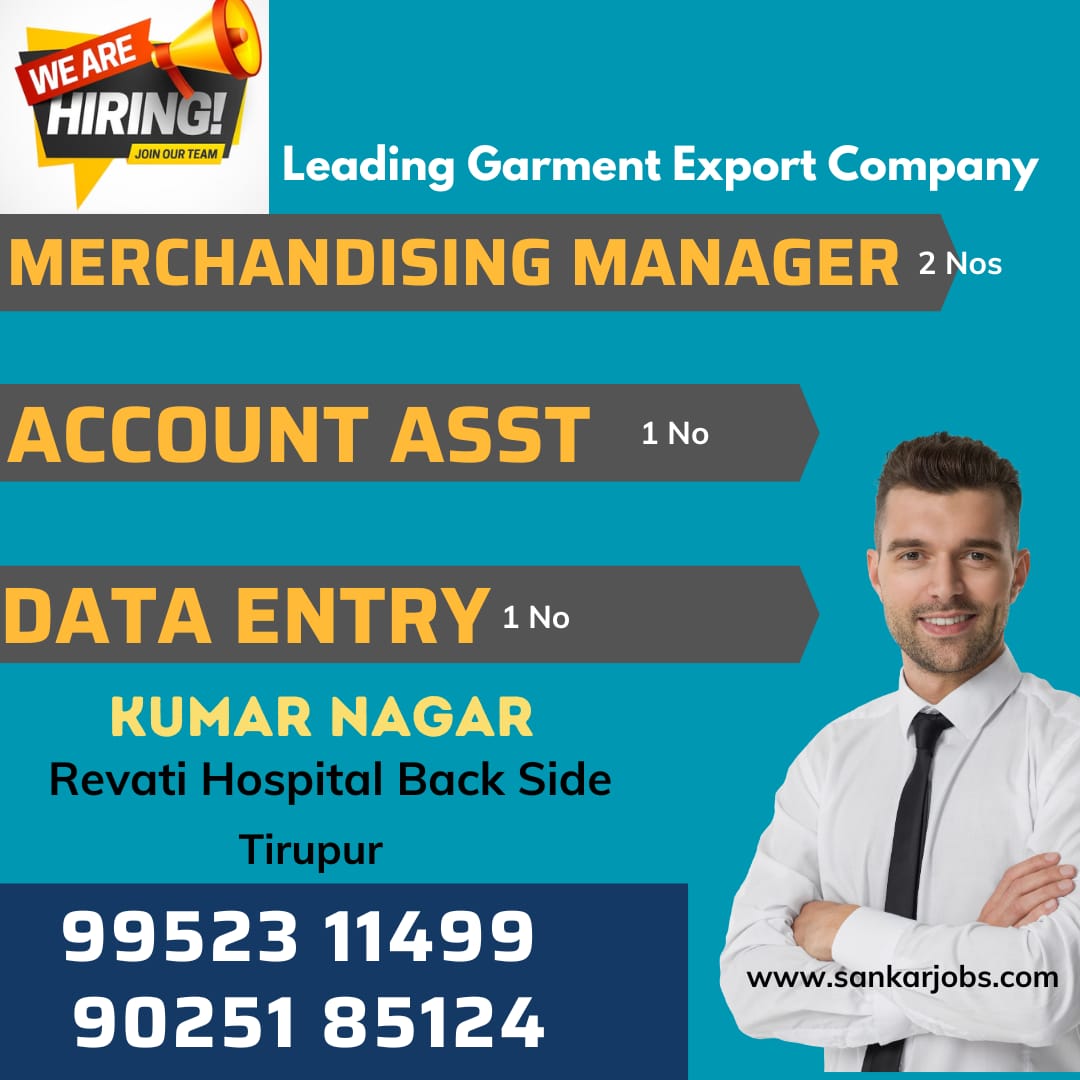 WE ARE
HIRING!
JOIN OUR TEAM
Leading Garment Export Company
MERCHANDISING MANAGER 2 Nos
ACCOUNT ASST 1 No
DATA ENTRY 1 No
KUMAR NAGAR
Revati Hospital Back Side
Tirupur
99523 11499
90251 85124
www.sankarjobs.com